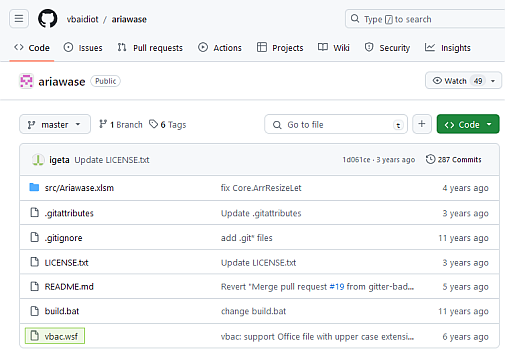 vbaidiot / ariawase
Type / to search
Code Issues Pull requests Actions Projects Wiki Security Insights
ariawase Public Watch 49
master 1 Branch 6 Tags Go to file t + Code
igeta Update LICENSE.txt 1d061ce · 3 years ago 287 Commits
src/Ariawase.xlsm fix Core.ArrResizeLet 4 years ago
.gitattributes Update .gitattributes 3 years ago
.gitignore add .git* files 11 years ago
LICENSE.txt Update LICENSE.txt 3 years ago
README.md Revert "Merge pull request #19 from gitter-bad... 5 years ago
build.bat change build.bat 11 years ago
vbac.wsf vbac: support Office file with upper case extensi... 6 years ago